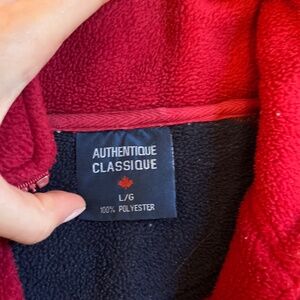 AUTHENTIQUE
CLASSIQUE
L/G
100% POLYESTER